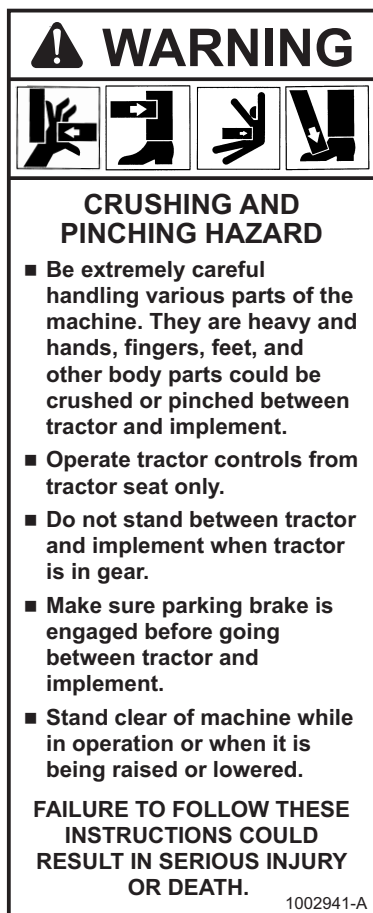 WARNING
CRUSHING AND
PINCHING HAZARD
■ Be extremely careful
handling various parts of the
machine. They are heavy and
hands, fingers, feet, and
other body parts could be
crushed or pinched between
tractor and implement.
■ Operate tractor controls from
tractor seat only.
■ Do not stand between tractor
and implement when tractor
is in gear.
■ Make sure parking brake is
engaged before going
between tractor and
implement.
■ Stand clear of machine while
in operation or when it is
being raised or lowered.
FAILURE TO FOLLOW THESE
INSTRUCTIONS COULD
RESULT IN SERIOUS INJURY
OR DEATH.
1002941-A